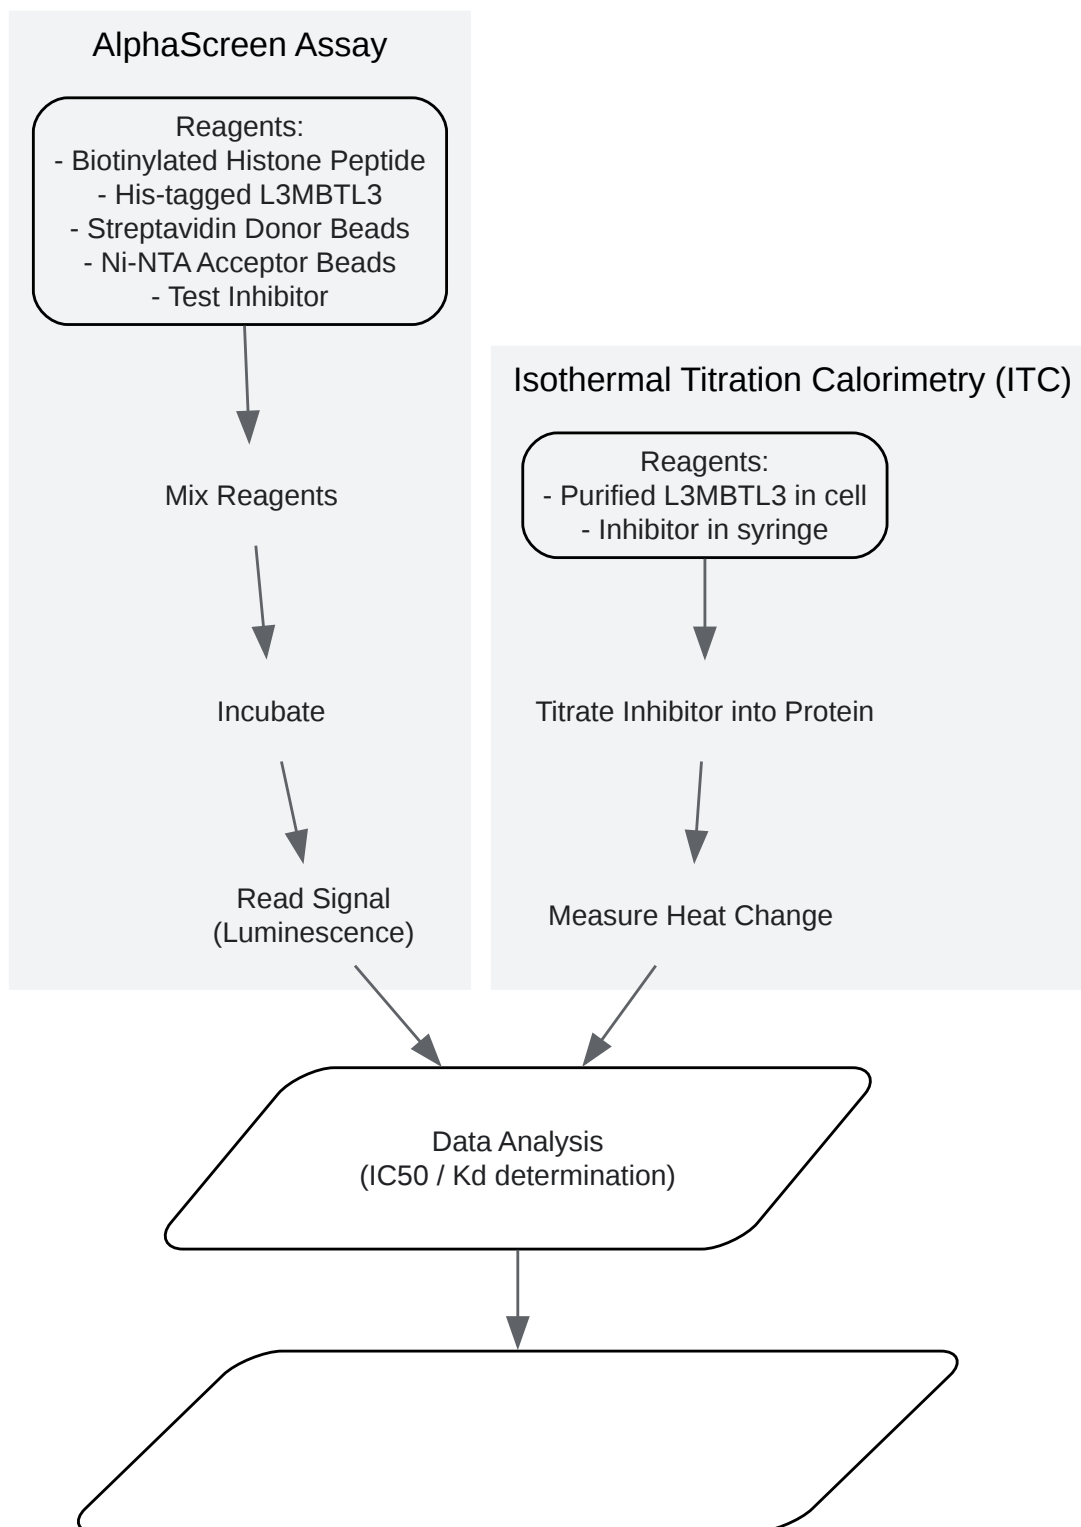 AlphaScreen Assay
Reagents:
- Biotinylated Histone Peptide
- His-tagged L3MBTL3
- Streptavidin Donor Beads
- Ni-NTA Acceptor Beads
- Test Inhibitor
Mix Reagents
Incubate
Read Signal
(Luminescence)
Isothermal Titration Calorimetry (ITC)
Reagents:
- Purified L3MBTL3 in cell
- Inhibitor in syringe
Titrate Inhibitor into Protein
Measure Heat Change
Data Analysis
(IC50 / Kd determination)